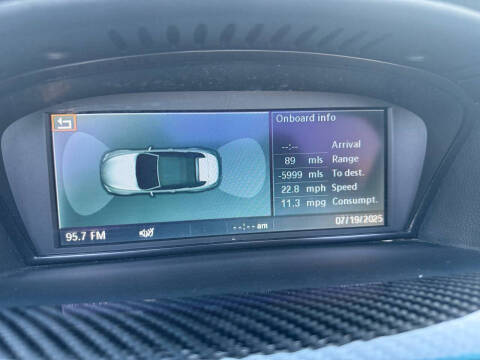 Onboard info
--:-- Arrival
89 mls Range
-5999 mls To dest.
22.8 mph Speed
11.3 mpg Consumpt.
95.7 FM --:-- am 07/19/2025